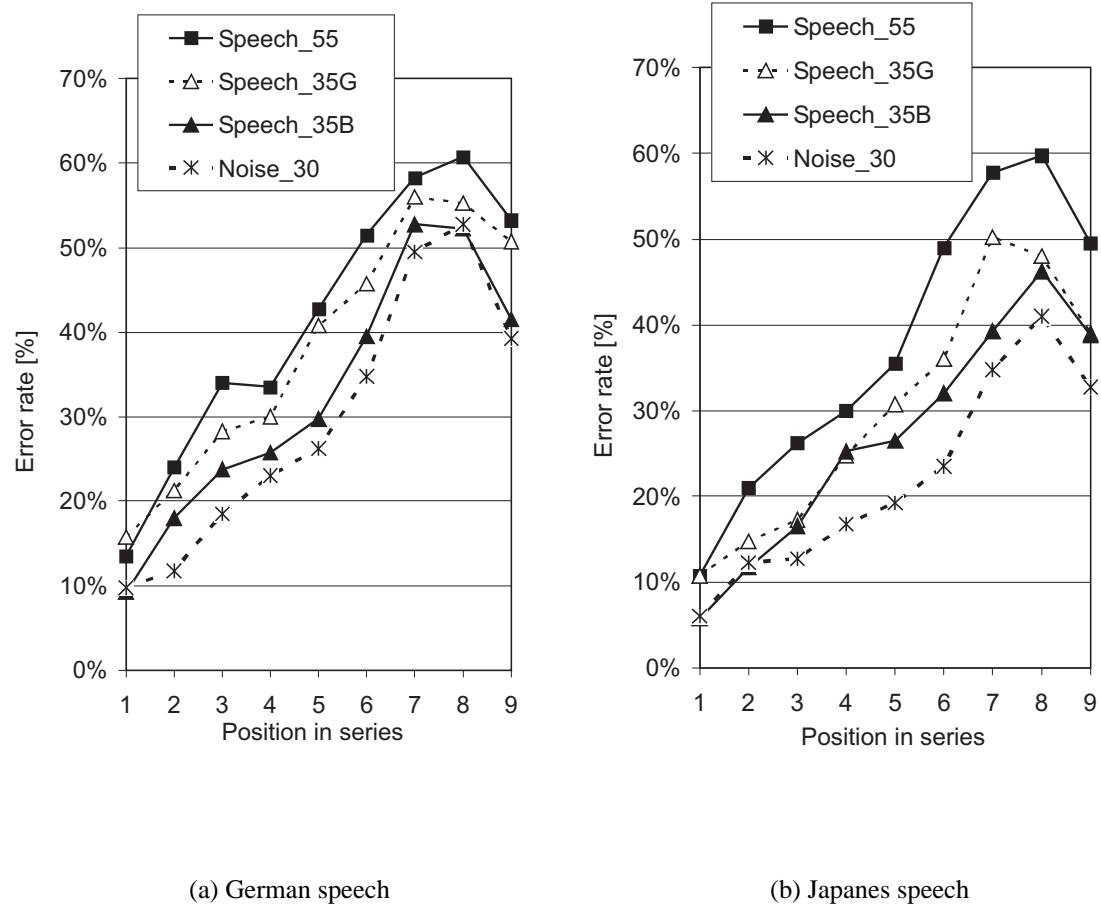 Speech_55
Speech_35G
Speech_35B
Noise_30
70%
60%
50%
40%
30%
20%
10%
0%
Error rate [%]
1 2 3 4 5 6 7 8 9
Position in series
(a) German speech
Speech_55
Speech_35G
Speech_35B
Noise_30
70%
60%
50%
40%
30%
20%
10%
0%
Error rate [%]
1 2 3 4 5 6 7 8 9
Position in series
(b) Japanes speech